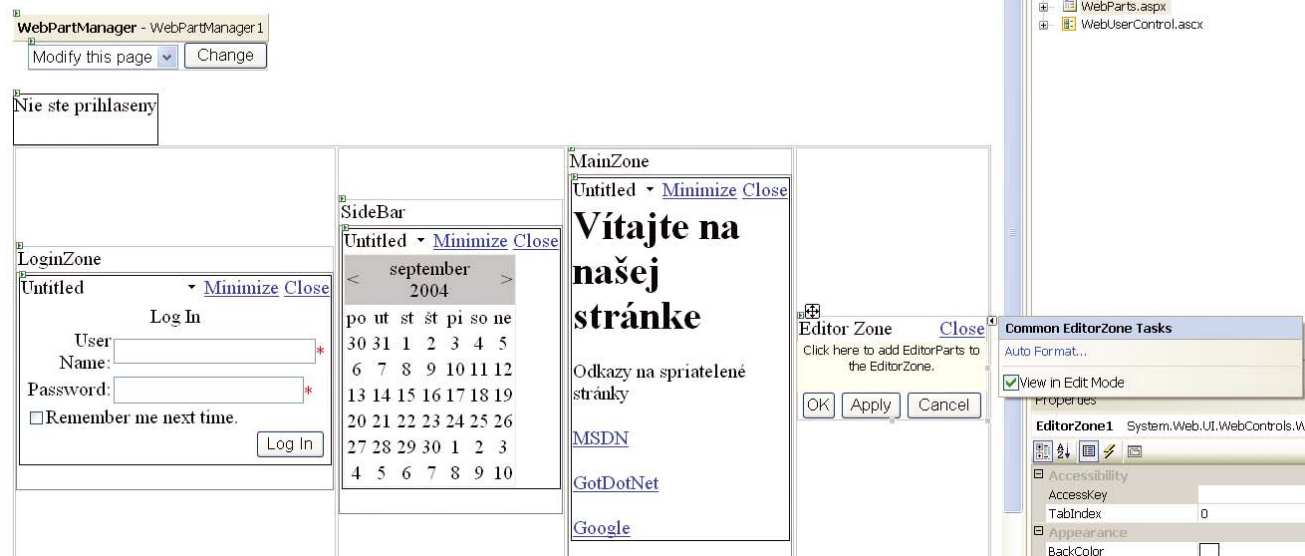 WebPartManager - WebPartManager1
Modify this page Change
Nie ste prihlaseny
LoginZone
Untitled Minimize Close
Log In
User
Name: *
Password: *
Remember me next time.
Log In
SideBar
Untitled Minimize Close
< september >
2004
po ut st št pi so ne
30 31 1 2 3 4 5
6 7 8 9 10 11 12
13 14 15 16 17 18 19
20 21 22 23 24 25 26
27 28 29 30 1 2 3
4 5 6 7 8 9 10
MainZone
Untitled Minimize Close
Vítajte na
našej
stránke
Odkazy na spriatelené
stránky
MSDN
GotDotNet
Google
Editor Zone Close
Click here to add EditorParts to
the EditorZone.
OK Apply Cancel
WebParts.aspx
WebUserControl.ascx
Common EditorZone Tasks
Auto Format...
View in Edit Mode
Properties
EditorZone1 System.Web.UI.WebControls.W
Accessibility
AccessKey
TabIndex 0
Appearance
BackColor